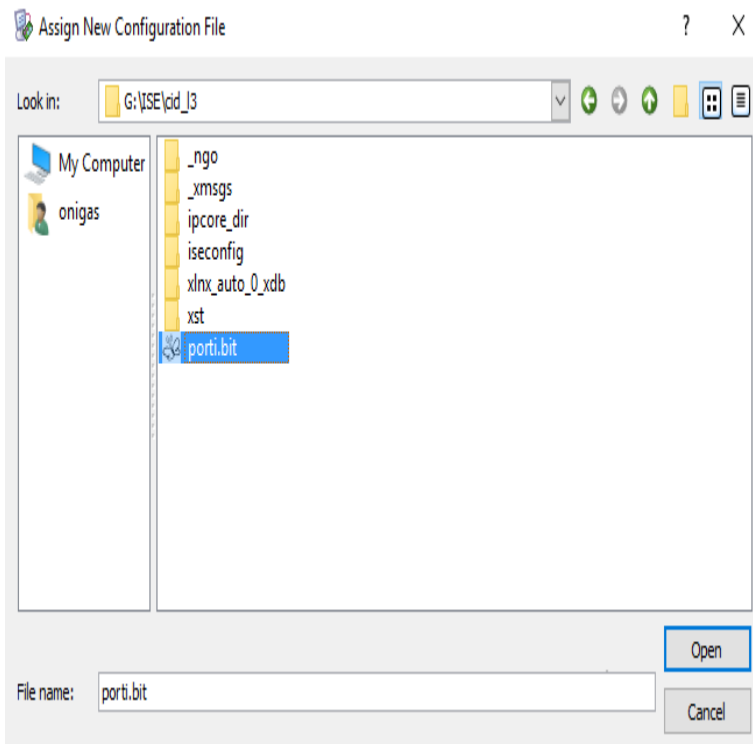 Assign New Configuration File
?
X
Look in:
G:\ISE\cid_l3
My Computer
onigas
_ngo
_xmsgs
ipcore_dir
iseconfig
xlnx_auto_0_xdb
xst
porti.bit
Open
File name:
porti.bit
Cancel